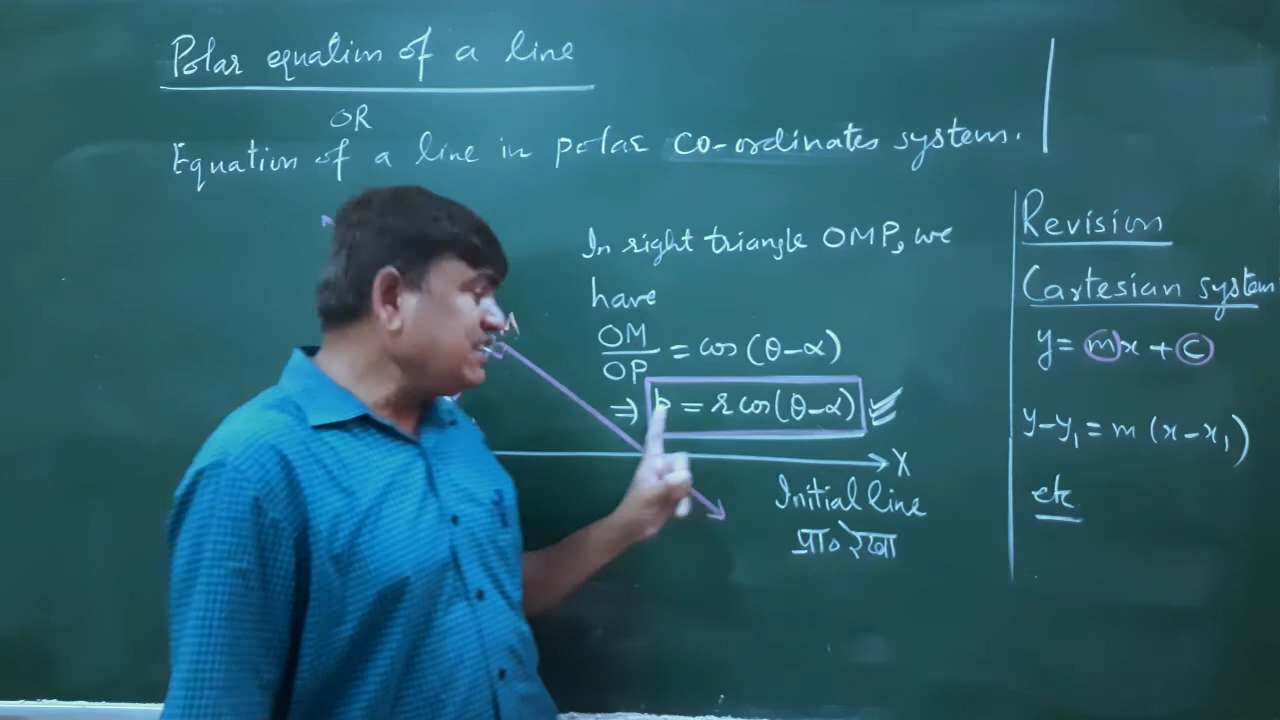 Polar equation of a line
OR
Equation of a line in polar co-ordinates system.
In right triangle OMP, we
have
OM/OP = cos(θ-α)
⇒ p = r cos(θ-α)
X
Initial line
प्रा० रेखा
Revision
Cartesian system
y = mx + c
y-y₁ = m (x-x₁)
etc